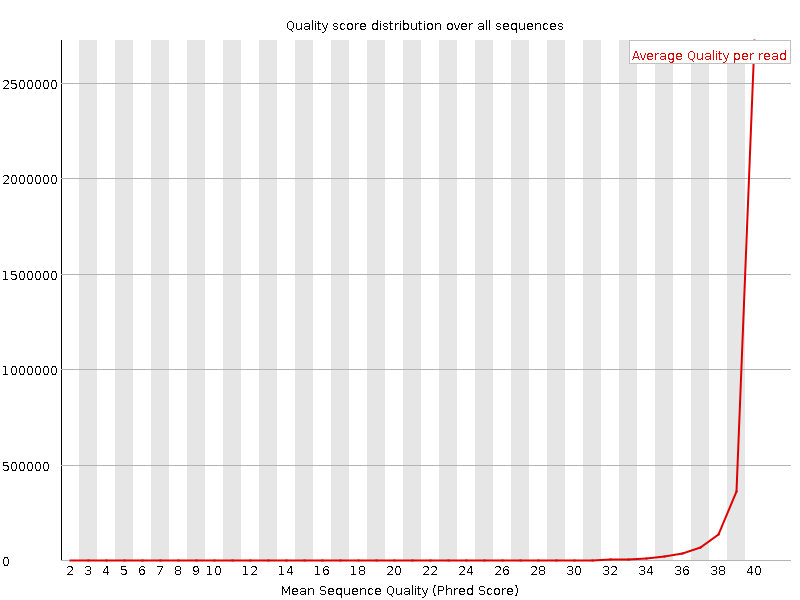 Quality score distribution over all sequences
Average Quality per read
2500000
2000000
1500000
1000000
500000
0
2 3 4 5 6 7 8 9 10 12 14 16 18 20 22 24 26 28 30 32 34 36 38 40
Mean Sequence Quality (Phred Score)